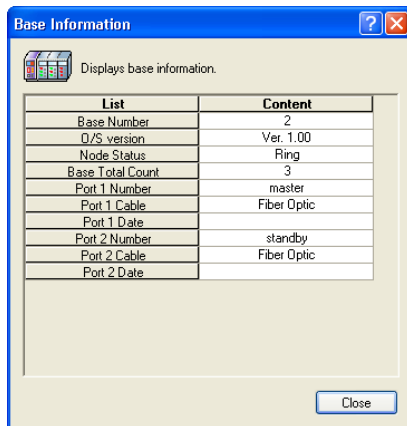 Base Information
Displays base information.
List Content
Base Number 2
O/S version Ver. 1.00
Node Status Ring
Base Total Count 3
Port 1 Number master
Port 1 Cable Fiber Optic
Port 1 Date
Port 2 Number standby
Port 2 Cable Fiber Optic
Port 2 Date
Close